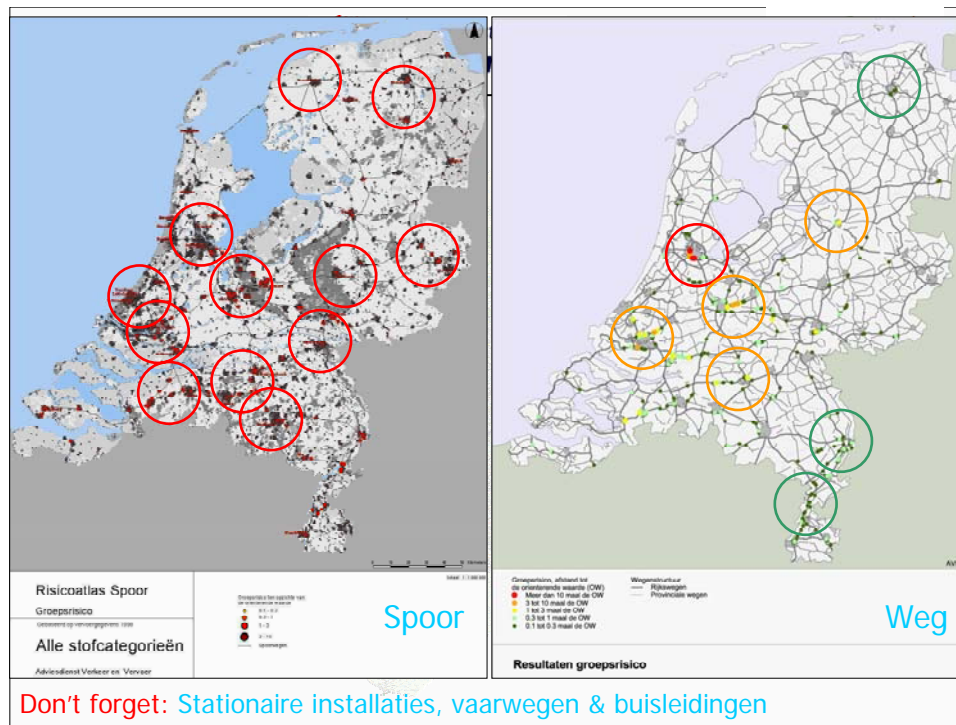 Risicoatlas Spoor
Groepsrisico
Alle stofcategorieën
Adviesdienst Verkeer en Vervoer
Spoor
Groepsrisico, afstand tot
de orienterende waarde (OW)
Meer dan 10 maal de OW
3 tot 10 maal de OW
1 tot 3 maal de OW
0.3 tot 1 maal de OW
0.1 tot 0.3 maal de OW
Wegenstructuur
Rijkswegen
Provinciale wegen
Weg
Resultaten groepsrisico
Don't forget: Stationaire installaties, vaarwegen & buisleidingen